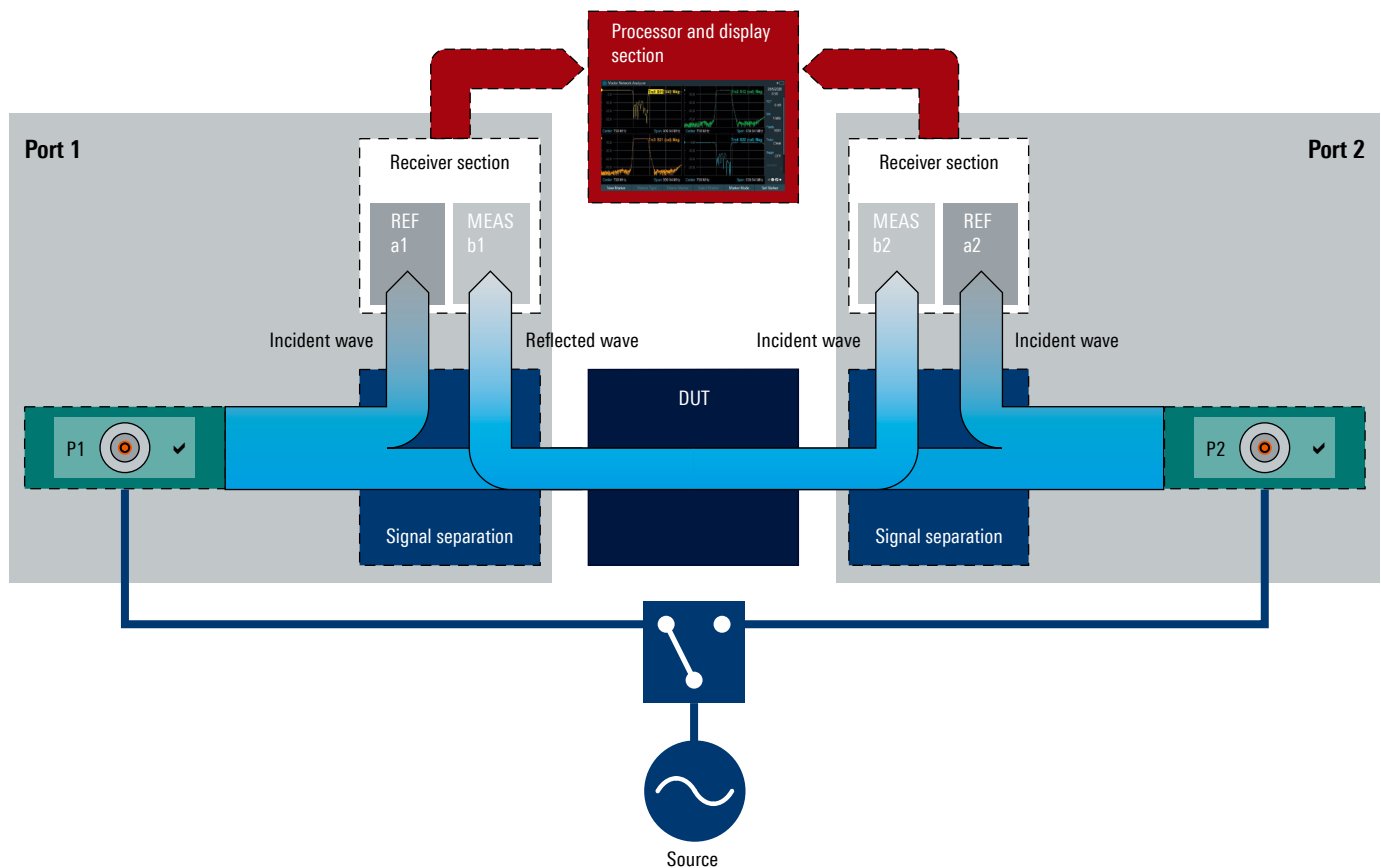 Processor and display
section
Port 1
Port 2
Receiver section
Receiver section
REF
a1
MEAS
b1
MEAS
b2
REF
a2
Incident wave
Reflected wave
Incident wave
Incident wave
DUT
P1
P2
Signal separation
Signal separation
Source